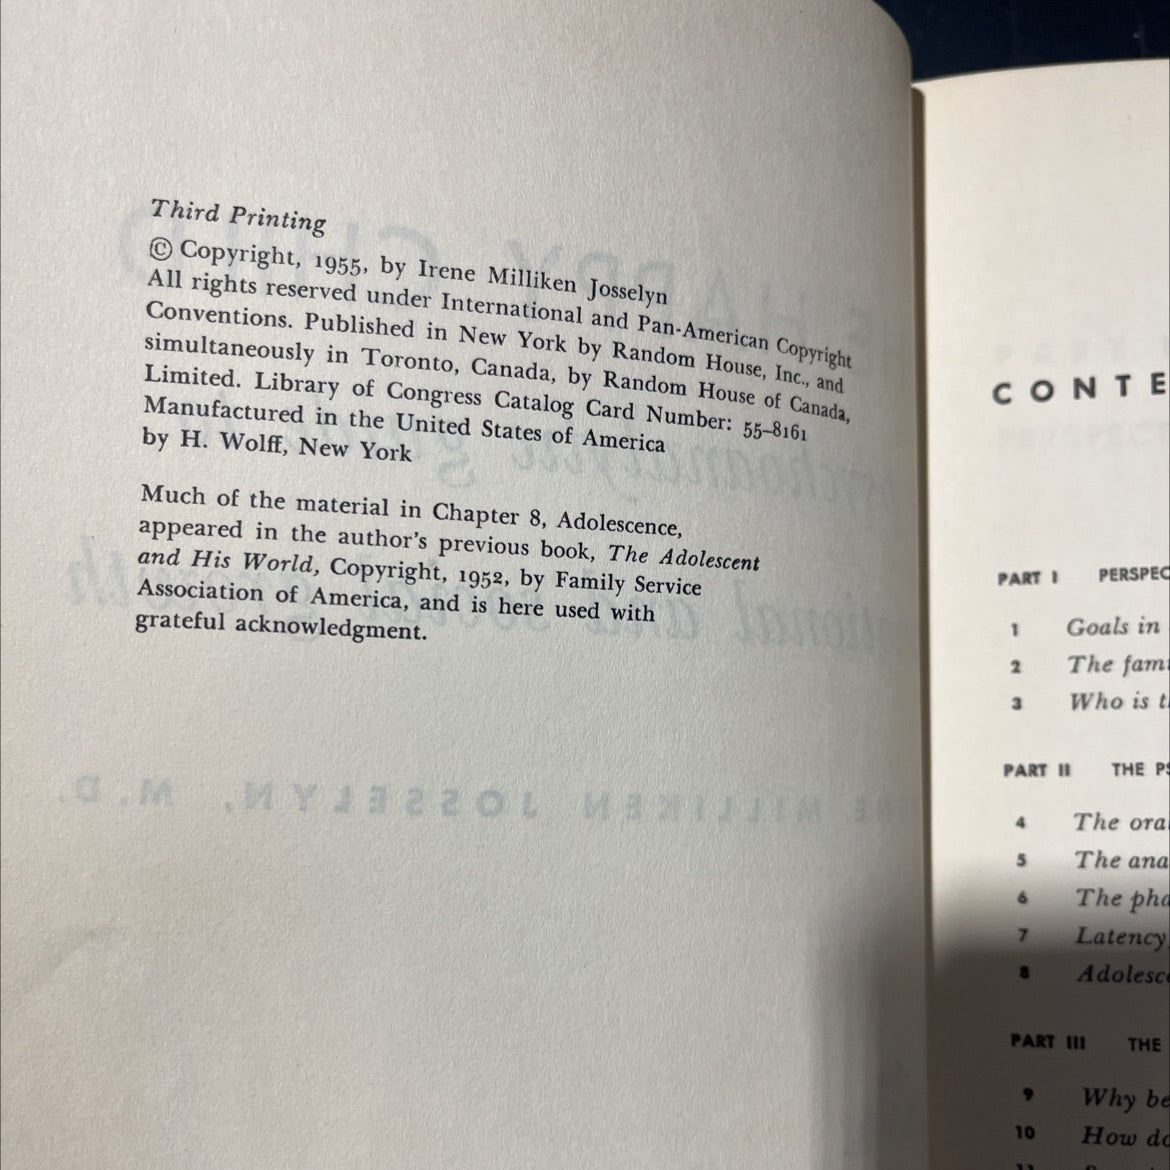 Third Printing
© Copyright, 1955, by Irene Milliken Josselyn
All rights reserved under International and Pan-American Copyright
Conventions. Published in New York by Random House, Inc., and
simultaneously in Toronto, Canada, by Random House of Canada,
Limited. Library of Congress Catalog Card Number: 55–8161
Manufactured in the United States of America
by H. Wolff, New York
Much of the material in Chapter 8, Adolescence,
appeared in the author's previous book, The Adolescent
and His World, Copyright, 1952, by Family Service
Association of America, and is here used with
grateful acknowledgment.
CONTE
PART I PERSPEC
1 Goals in
2 The fam
3 Who is t
PART II THE PS
4 The ora
5 The ana
6 The pha
7 Latency
8 Adolesc
PART III THE
9 Why be
10 How do